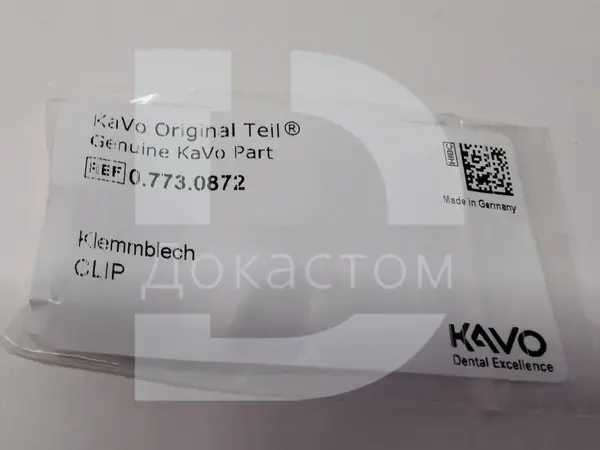 KaVo Original Teil®
Genuine KaVo Part
REF 0.773.0872
HIBC
Made in Germany
Klemmblech
CLIP
ДОКАСТОМ
KAVO
Dental Excellence